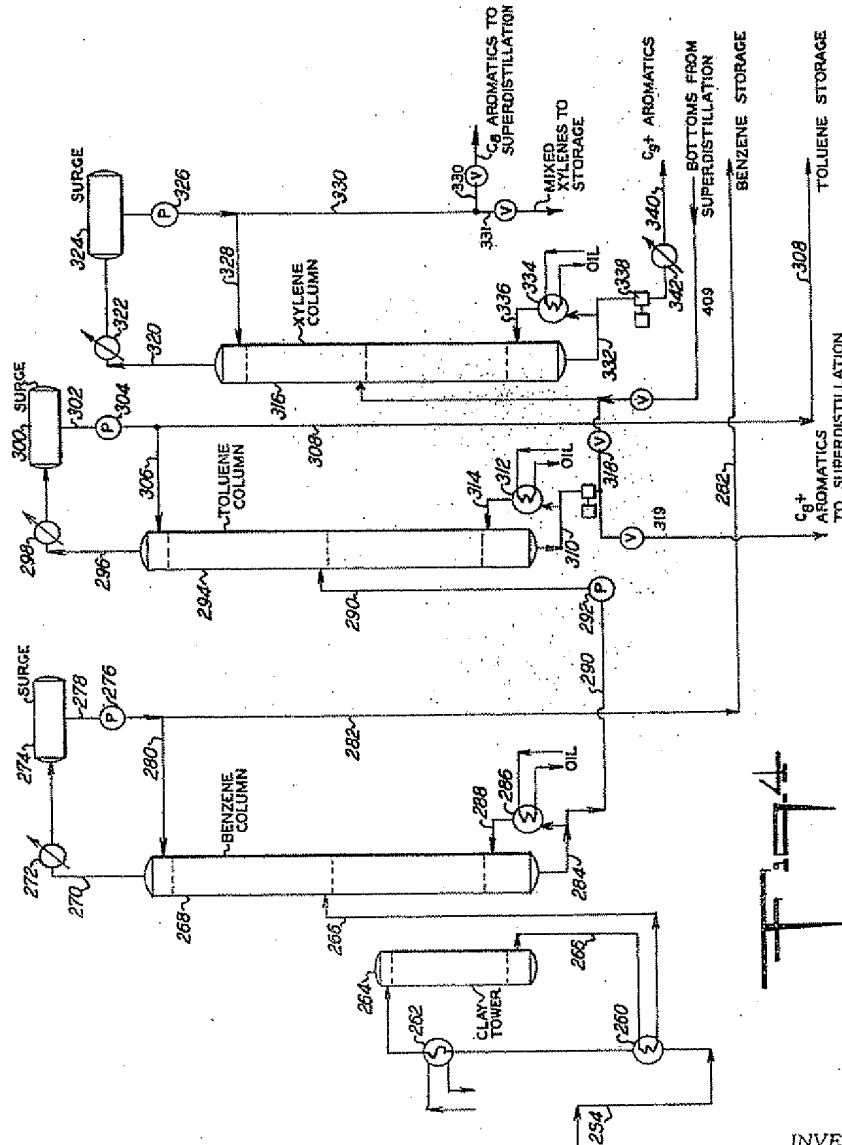 324
SURGE
P
326
328
330
330
V
C8 AROMATICS TO
SUPERDISTILLATION
331
V
MIXED
XYLENES TO
STORAGE
322
320
XYLENE
COLUMN
316
336
334
OIL
332
338
342
340
C9+ AROMATICS
BOTTOMS FROM
SUPERDISTILLATION
409
V
300
SURGE
302
P
304
306
308
TOLUENE
COLUMN
298
296
294
290
314
312
OIL
310
V
318
V
319
C8+
AROMATICS
TO SUPERDISTILLATION
BENZENE STORAGE
TOLUENE STORAGE
308
282
P
292
290
274
SURGE
278
P
276
280
282
BENZENE
COLUMN
272
270
268
266
288
286
OIL
284
264
CLAY
TOWER
262
266
260
254
INVE